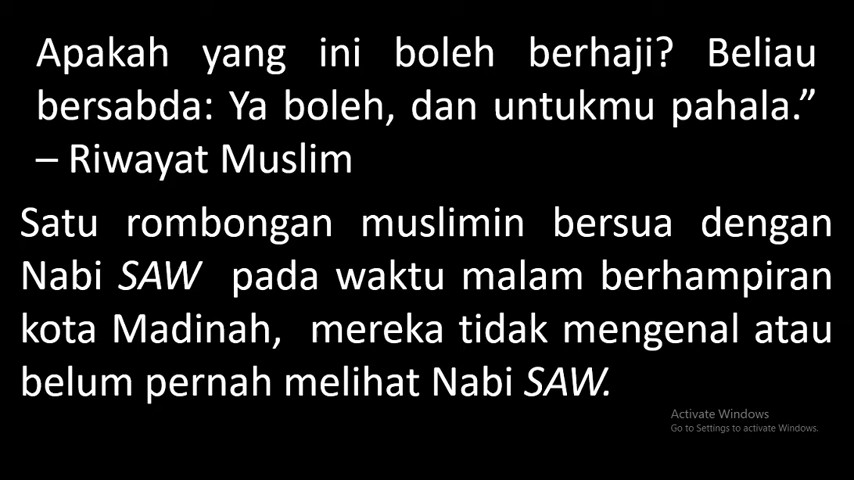 Apakah yang ini boleh berhaji? Beliau
bersabda: Ya boleh, dan untukmu pahala.”
– Riwayat Muslim
Satu rombongan muslimin bersua dengan
Nabi SAW pada waktu malam berhampiran
kota Madinah, mereka tidak mengenal atau
belum pernah melihat Nabi SAW.
Activate Windows
Go to Settings to activate Windows.